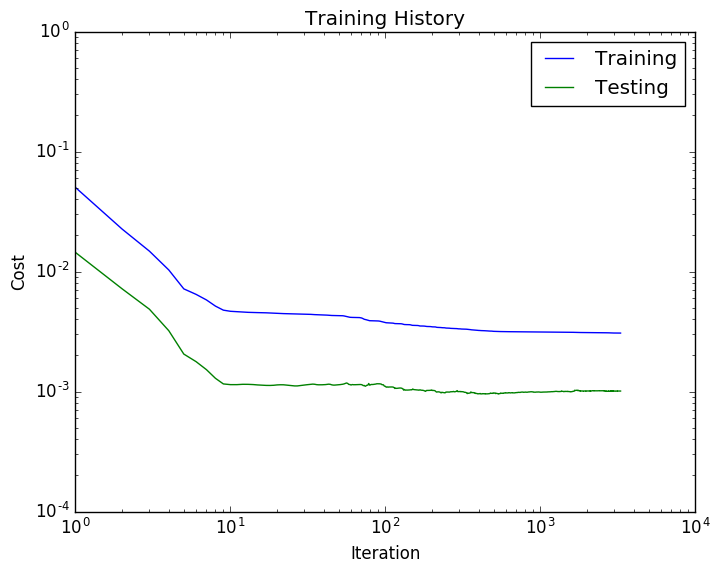 Training History
10^0
Training
Testing
10^-1
10^-2
Cost
10^-3
10^-4
10^0 10^1 10^2 10^3 10^4
Iteration